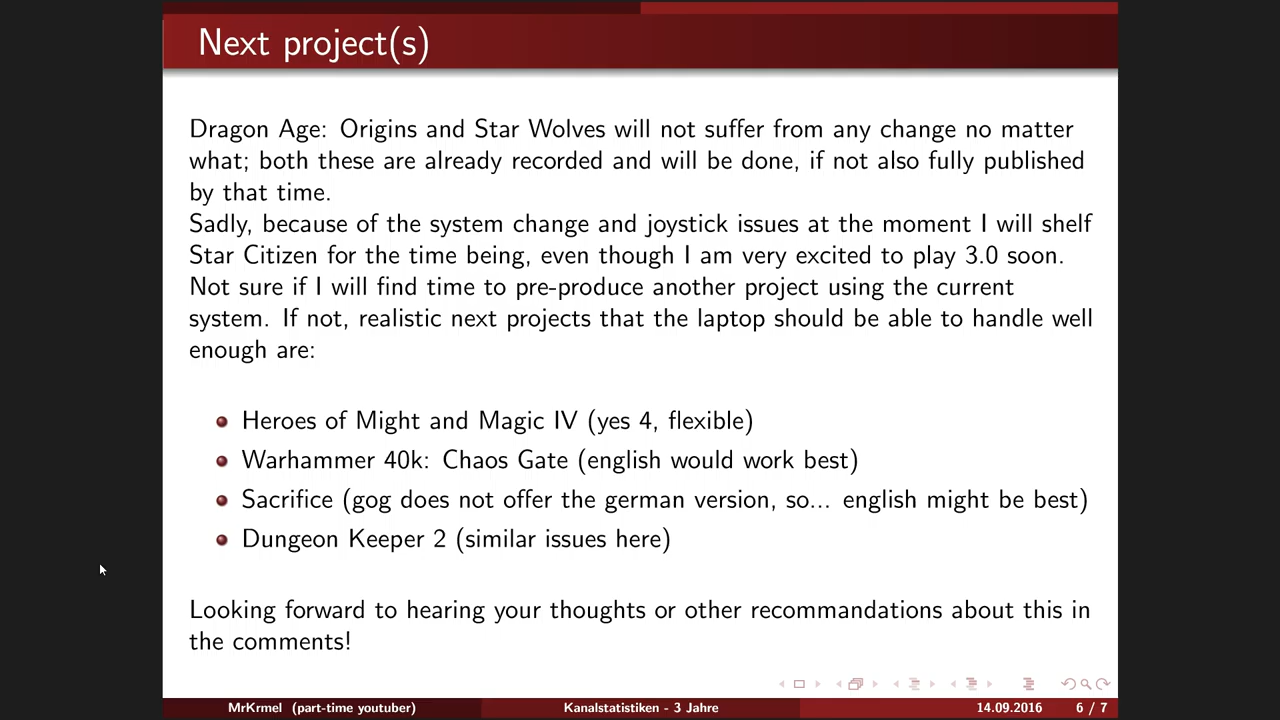 Next project(s)
Dragon Age: Origins and Star Wolves will not suffer from any change no matter
what; both these are already recorded and will be done, if not also fully published
by that time.
Sadly, because of the system change and joystick issues at the moment I will shelf
Star Citizen for the time being, even though I am very excited to play 3.0 soon.
Not sure if I will find time to pre-produce another project using the current
system. If not, realistic next projects that the laptop should be able to handle well
enough are:
Heroes of Might and Magic IV (yes 4, flexible)
Warhammer 40k: Chaos Gate (english would work best)
Sacrifice (gog does not offer the german version, so... english might be best)
Dungeon Keeper 2 (similar issues here)
Looking forward to hearing your thoughts or other recommandations about this in
the comments!
MrKrmel (part-time youtuber) Kanalstatistiken - 3 Jahre 14.09.2016 6 / 7